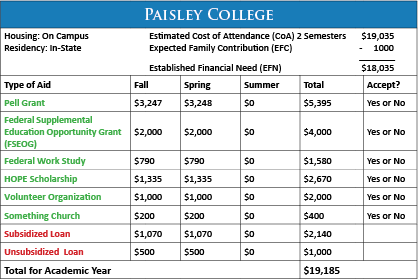 PAISLEY COLLEGE
Housing: On Campus Estimated Cost of Attendance (CoA) 2 Semesters $19,035
Residency: In-State Expected Family Contribution (EFC) - 1000
Established Financial Need (EFN) $18,035
Type of Aid Fall Spring Summer Total Accept?
Pell Grant $3,247 $3,248 $0 $5,395 Yes or No
Federal Supplemental
Education Opportunity Grant $2,000 $2,000 $0 $4,000 Yes or No
(FSEOG)
Federal Work Study $790 $790 $0 $1,580 Yes or No
HOPE Scholarship $1,335 $1,335 $0 $2,670 Yes or No
Volunteer Organization $1,000 $1,000 $0 $2,000 Yes or No
Something Church $200 $200 $0 $400 Yes or No
Subsidized Loan $1,070 $1,070 $0 $2,140
Unsubsidized Loan $500 $500 $0 $1,000
Total for Academic Year $19,185